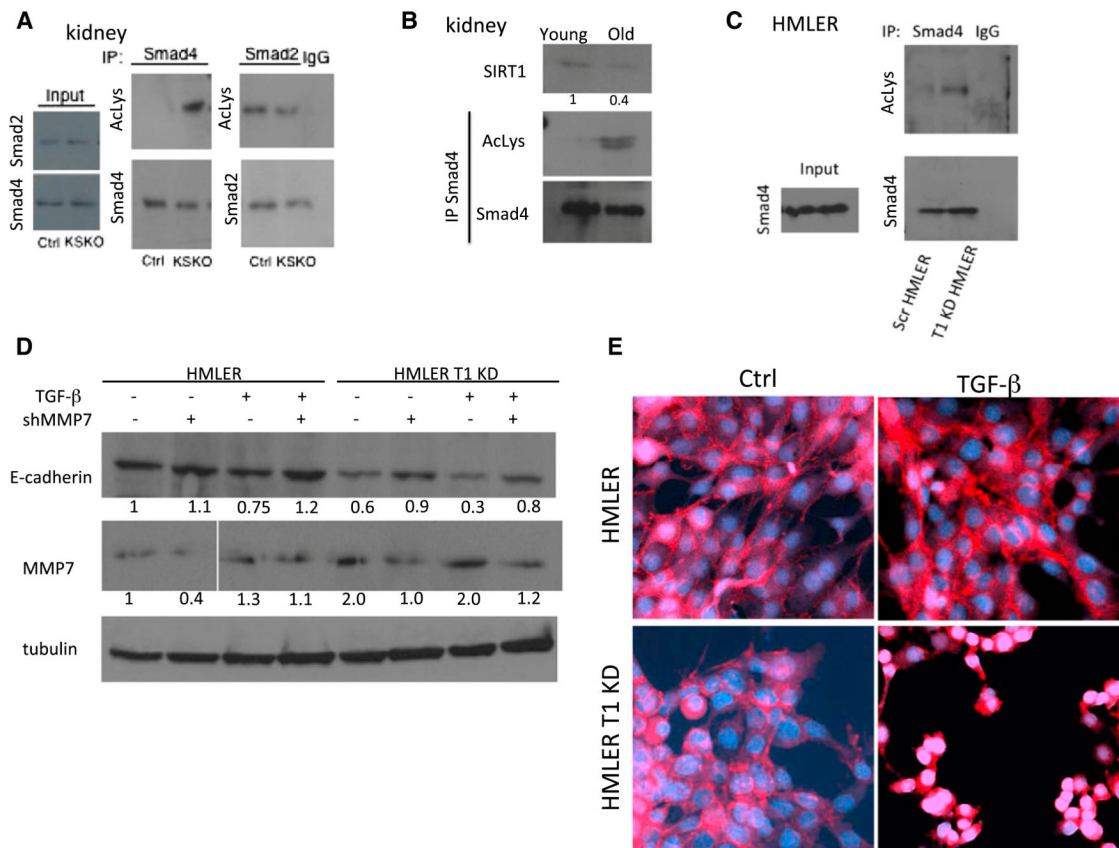 A
kidney
IP: Smad4 Smad2 IgG
Input
Smad2
Smad4
AcLys
Smad4
AcLys
Smad2
Ctrl KSKO
Ctrl KSKO
Ctrl KSKO
B
kidney
Young Old
SIRT1
1 0.4
IP Smad4
AcLys
Smad4
C
HMLER
IP: Smad4 IgG
AcLys
Input
Smad4
Smad4
Scr HMLER
T1 KD HMLER
D
HMLER HMLER T1 KD
TGF-β - - + + - - + +
shMMP7 - + - + - + - +
E-cadherin
1 1.1 0.75 1.2 0.6 0.9 0.3 0.8
MMP7
1 0.4 1.3 1.1 2.0 1.0 2.0 1.2
tubulin
E
Ctrl TGF-β
HMLER
HMLER T1 KD